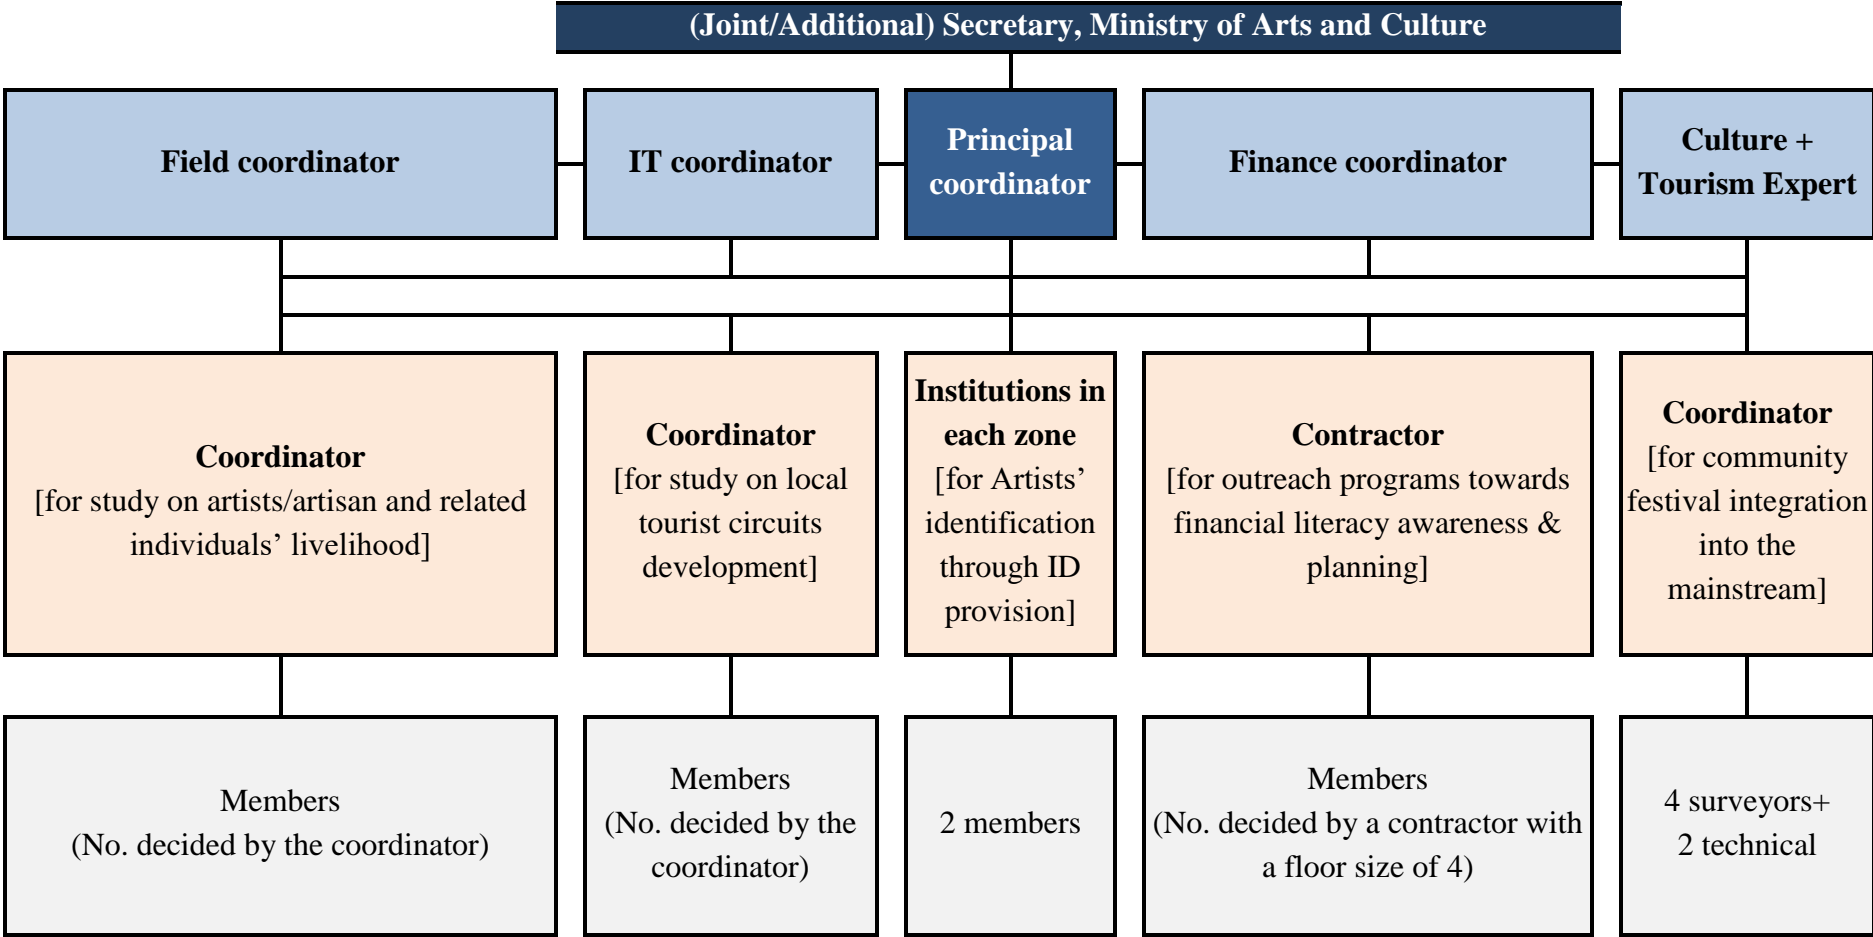 (Joint/Additional) Secretary, Ministry of Arts and Culture
Field coordinator
IT coordinator
Principal
coordinator
Finance coordinator
Culture +
Tourism Expert
Coordinator
[for study on artists/artisan and related
individuals’ livelihood]
Coordinator
[for study on local
tourist circuits
development]
Institutions in
each zone
[for Artists’
identification
through ID
provision]
Contractor
[for outreach programs towards
financial literacy awareness &
planning]
Coordinator
[for community
festival integration
into the
mainstream]
Members
(No. decided by the coordinator)
Members
(No. decided by the
coordinator)
2 members
Members
(No. decided by a contractor with
a floor size of 4)
4 surveyors+
2 technical